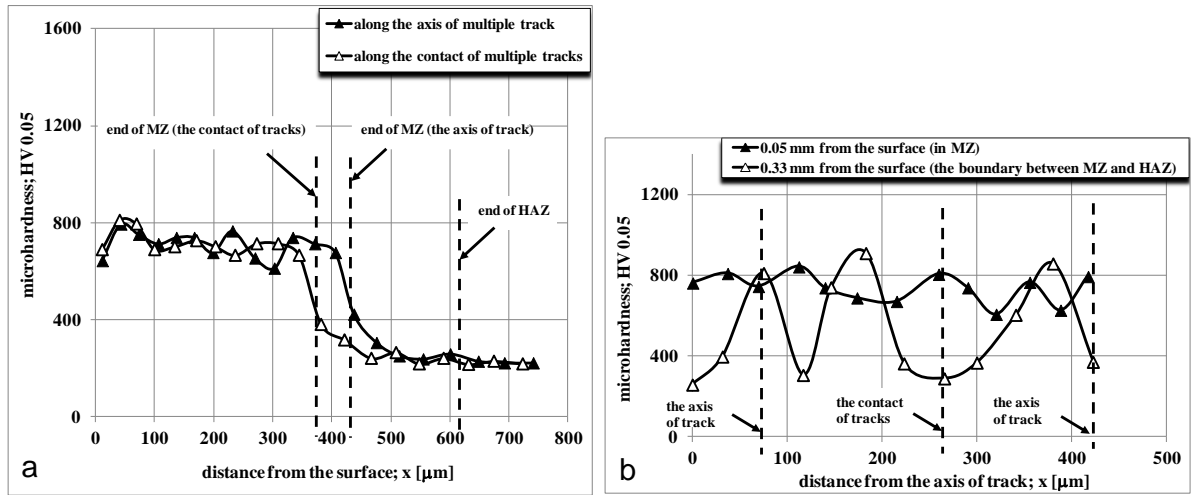 1600
1200
800
400
0
0 100 200 300 400 500 600 700 800
microhardness; HV 0.05
distance from the surface; x [µm]
along the axis of multiple track
along the contact of multiple tracks
end of MZ (the contact of tracks)
end of MZ (the axis of track)
end of HAZ
a
0.05 mm from the surface (in MZ)
0.33 mm from the surface (the boundary between MZ and HAZ)
1200
800
400
0
0 100 200 300 400 500
microhardness; HV 0.05
distance from the axis of track; x [µm]
the axis
of track
the contact
of tracks
the axis
of track
b